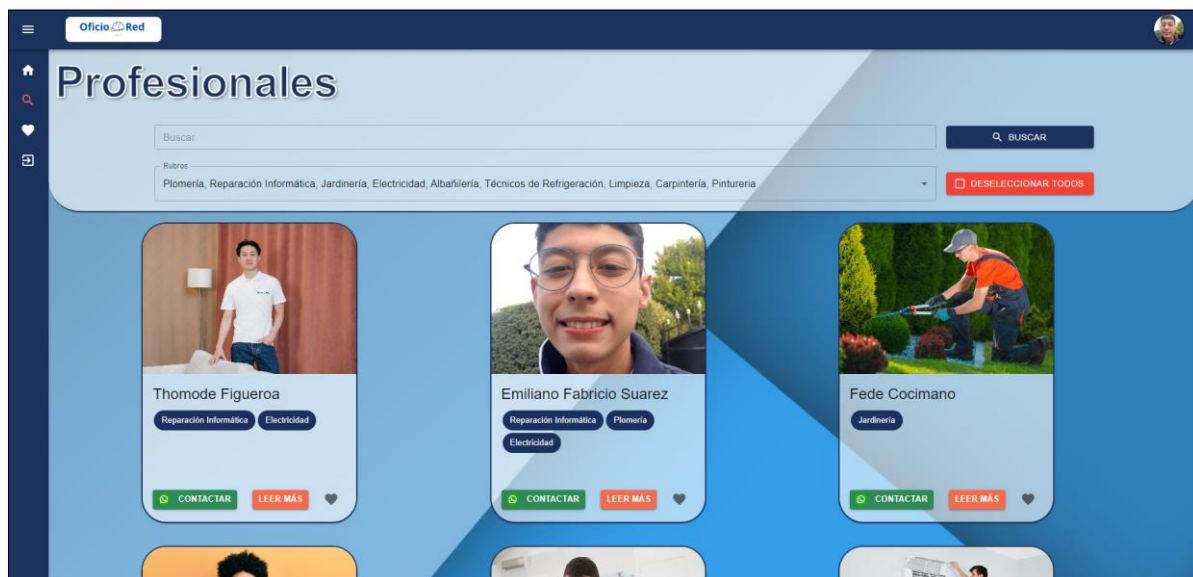 Oficio Red
Profesionales
Buscar
BUSCAR
Rubros
Plomería, Reparación Informática, Jardinería, Electricidad, Albañilería, Técnicos de Refrigeración, Limpieza, Carpintería, Pintureria
DESELECCIONAR TODOS
Thomode Figueroa
Reparación Informática Electricidad
CONTACTAR LEER MÁS
Emiliano Fabricio Suarez
Reparación Informática Plomería
Electricidad
CONTACTAR LEER MÁS
Fede Cocimano
Jardinería
CONTACTAR LEER MÁS